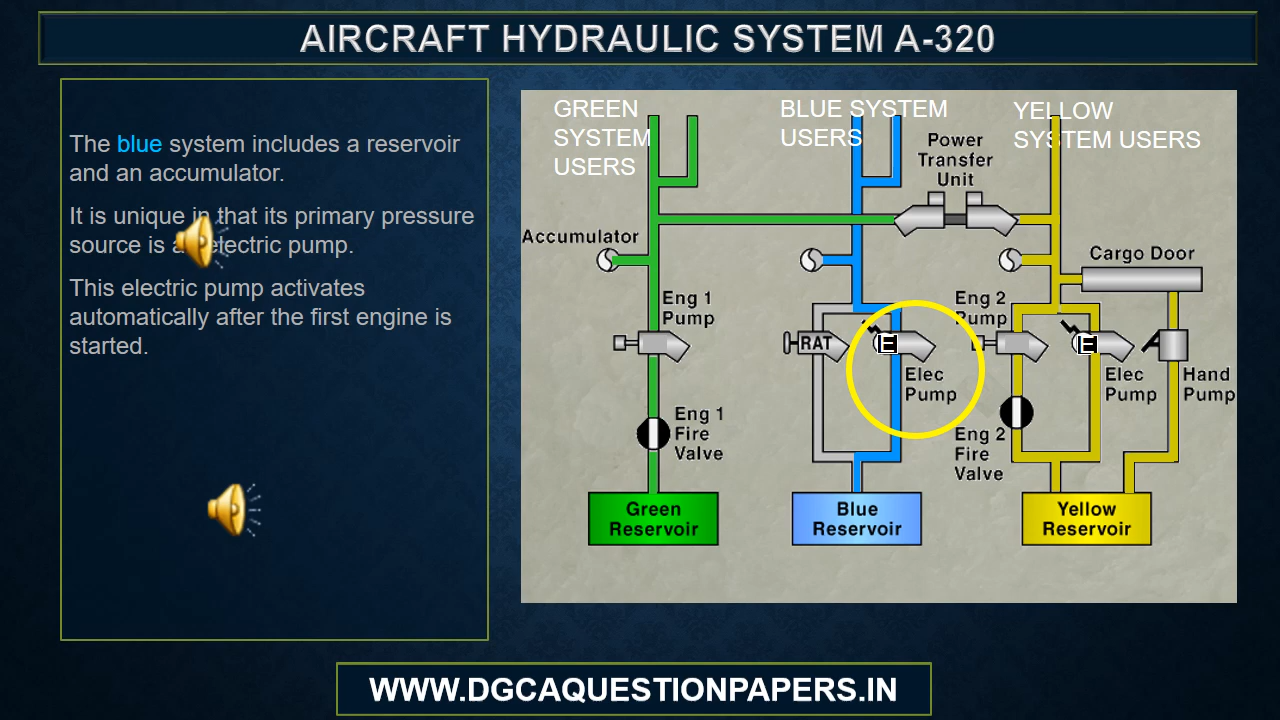 AIRCRAFT HYDRAULIC SYSTEM A-320
The blue system includes a reservoir
and an accumulator.
It is unique in that its primary pressure
source is an electric pump.
This electric pump activates
automatically after the first engine is
started.
GREEN
SYSTEM
USERS
BLUE SYSTEM
USERS
YELLOW
SYSTEM USERS
Power
Transfer
Unit
Accumulator
Cargo Door
Eng 1
Pump
Eng 2
Pump
RAT
E
E
Elec
Pump
Elec
Pump
Hand
Pump
Eng 1
Fire
Valve
Eng 2
Fire
Valve
Green
Reservoir
Blue
Reservoir
Yellow
Reservoir
WWW.DGCAQUESTIONPAPERS.IN